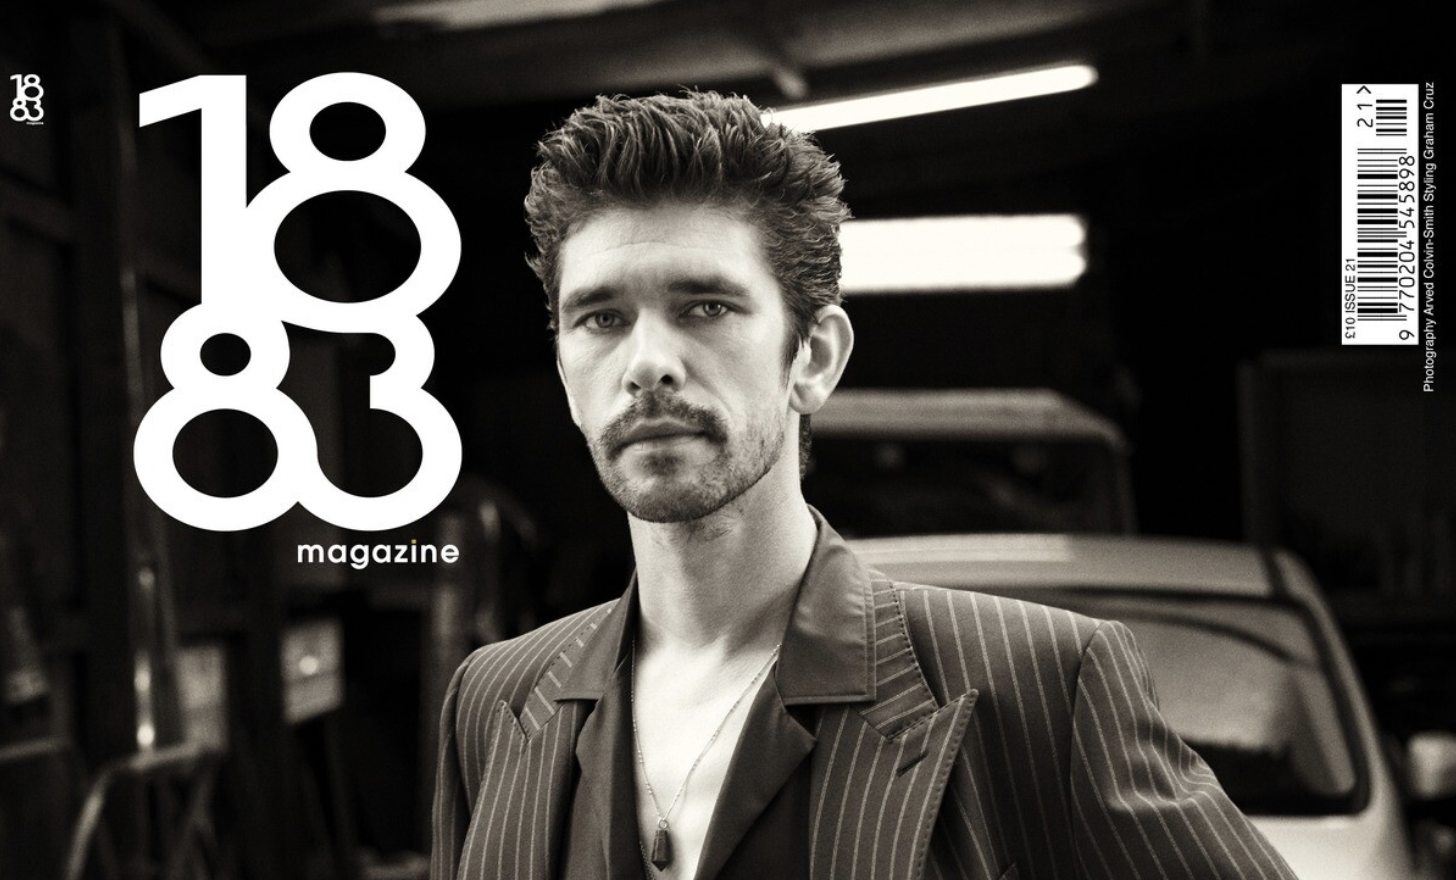 18
83
magazine
18
83
magazine
21>
£10 ISSUE 21
9 770204 545898
Photography Arved Colvin-Smith Styling Graham Cruz